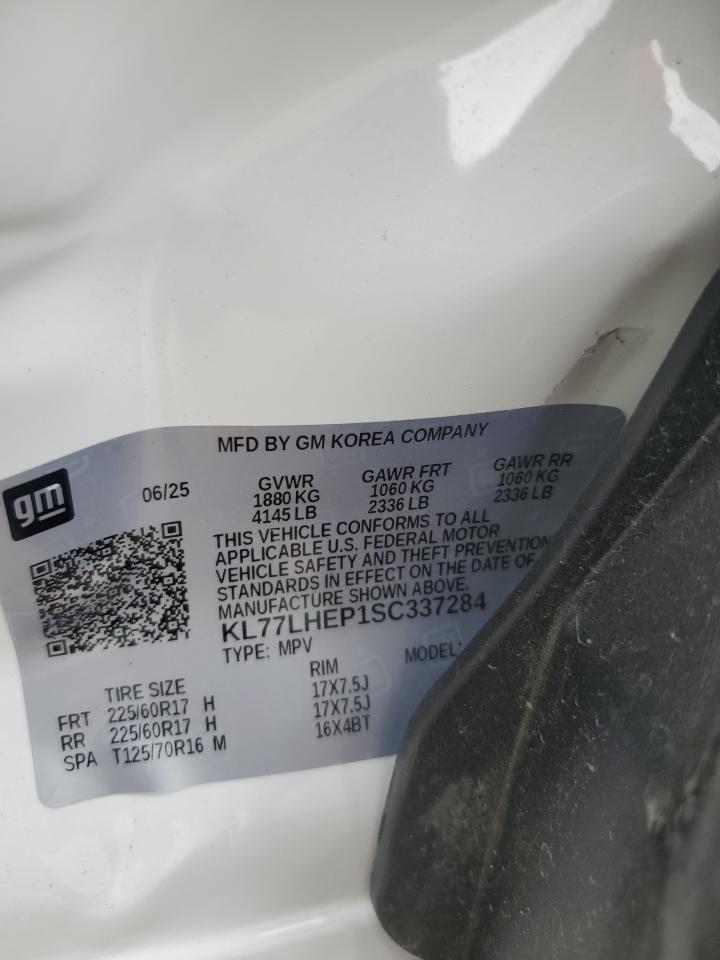 MFD BY GM KOREA COMPANY
gm
06/25
GVWR
1880 KG
4145 LB
GAWR FRT
1060 KG
2336 LB
GAWR RR
1060 KG
2336 LB
THIS VEHICLE CONFORMS TO ALL
APPLICABLE U.S. FEDERAL MOTOR
VEHICLE SAFETY AND THEFT PREVENTION
STANDARDS IN EFFECT ON THE DATE OF
MANUFACTURE SHOWN ABOVE.
KL77LHEP1SC337284
TYPE: MPV MODEL:
TIRE SIZE RIM
FRT 225/60R17 H 17X7.5J
RR 225/60R17 H 17X7.5J
SPA T125/70R16 M 16X4BT